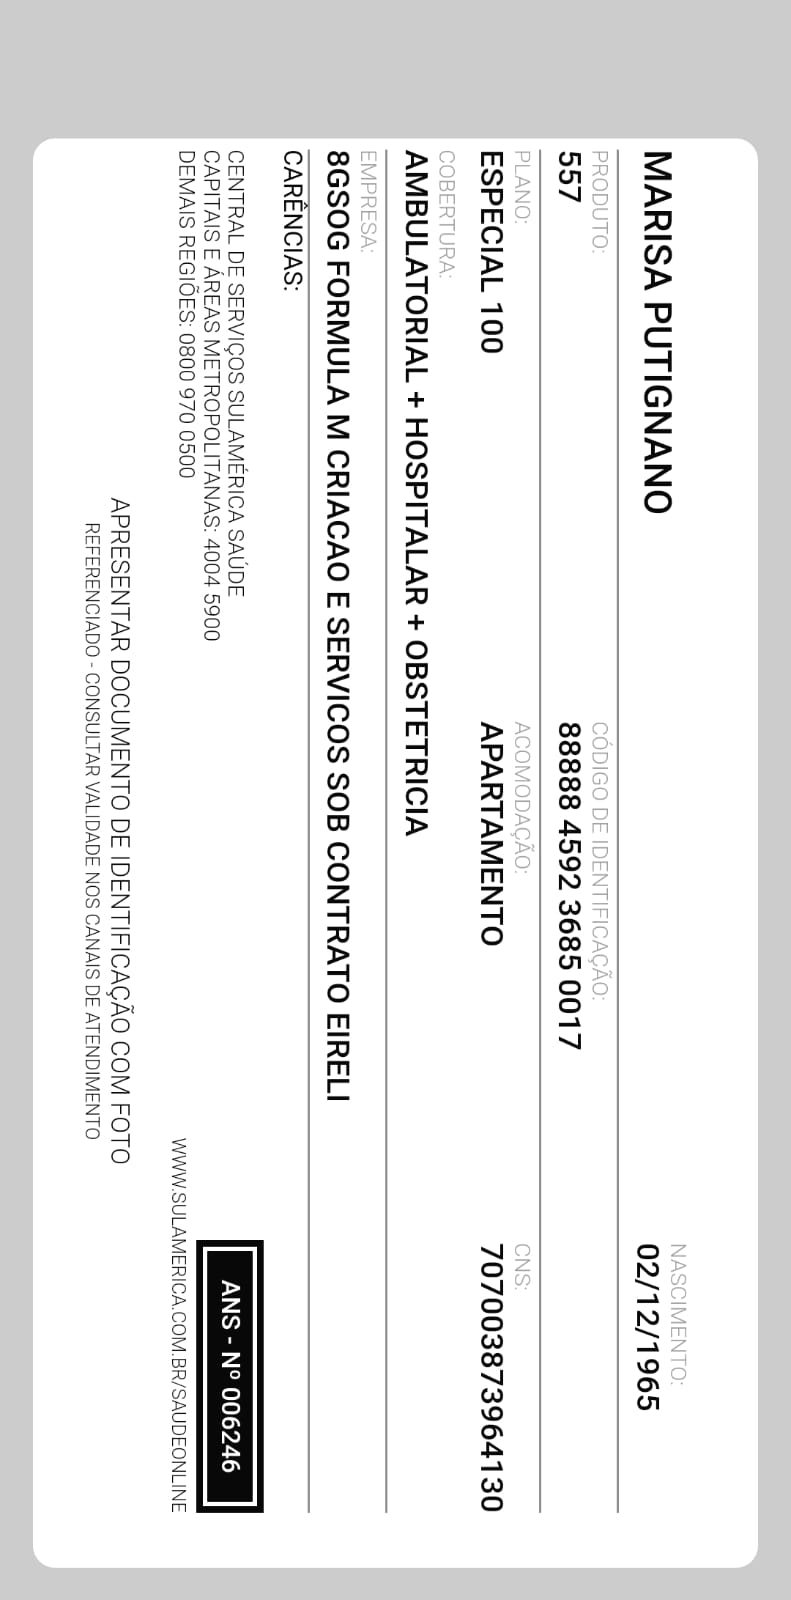 MARISA PUTIGNANO
NASCIMENTO:
02/12/1965
PRODUTO:
557
CÓDIGO DE IDENTIFICAÇÃO:
88888 4592 3685 0017
PLANO:
ESPECIAL 100
ACOMODAÇÃO:
APARTAMENTO
CNS:
707003873964130
COBERTURA:
AMBULATORIAL + HOSPITALAR + OBSTETRICIA
EMPRESA:
8GSOG FORMULA M CRIACAO E SERVICOS SOB CONTRATO EIRELI
CARÊNCIAS:
CENTRAL DE SERVIÇOS SULAMÉRICA SAÚDE
CAPITAIS E ÁREAS METROPOLITANAS: 4004 5900
DEMAIS REGIÕES: 0800 970 0500
ANS - Nº 006246
WWW.SULAMERICA.COM.BR/SAUDEONLINE
APRESENTAR DOCUMENTO DE IDENTIFICAÇÃO COM FOTO
REFERENCIADO - CONSULTAR VALIDADE NOS CANAIS DE ATENDIMENTO